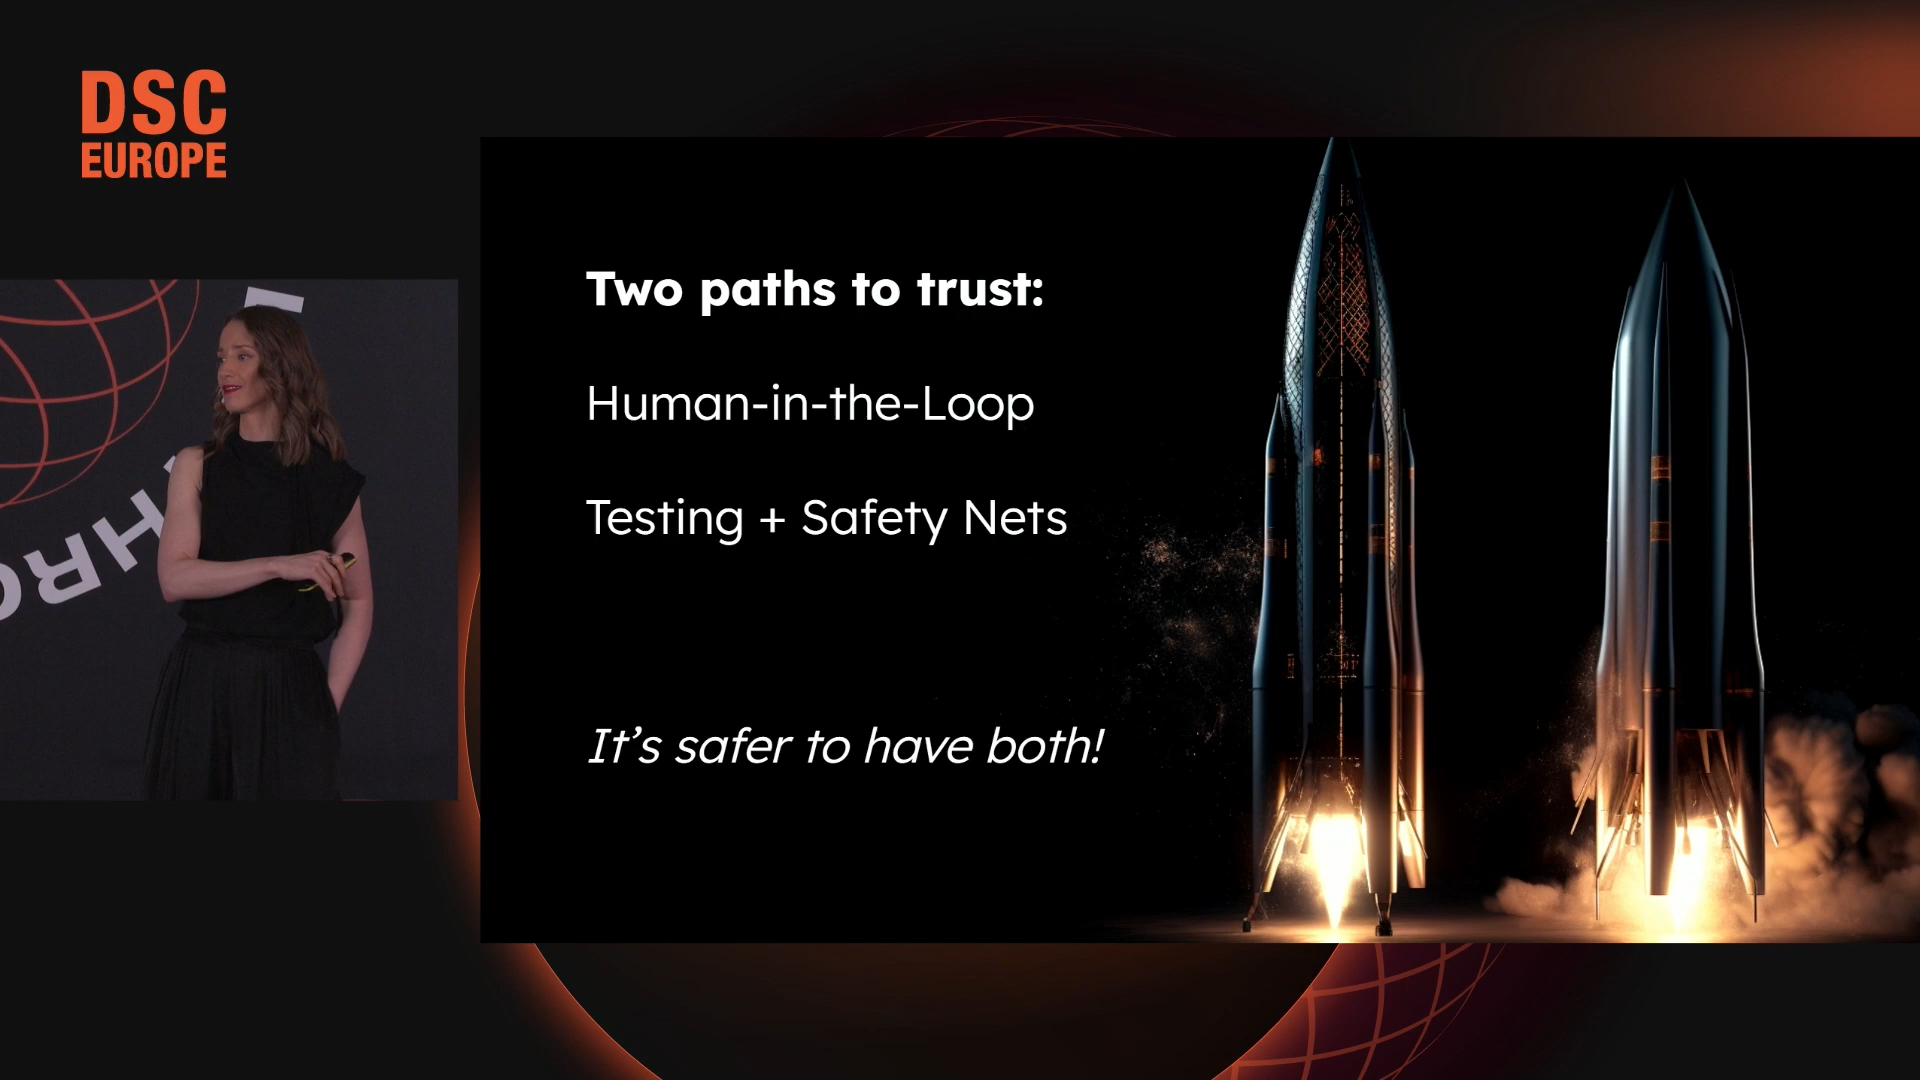 DSC
EUROPE
Two paths to trust:
Human-in-the-Loop
Testing + Safety Nets
It's safer to have both!